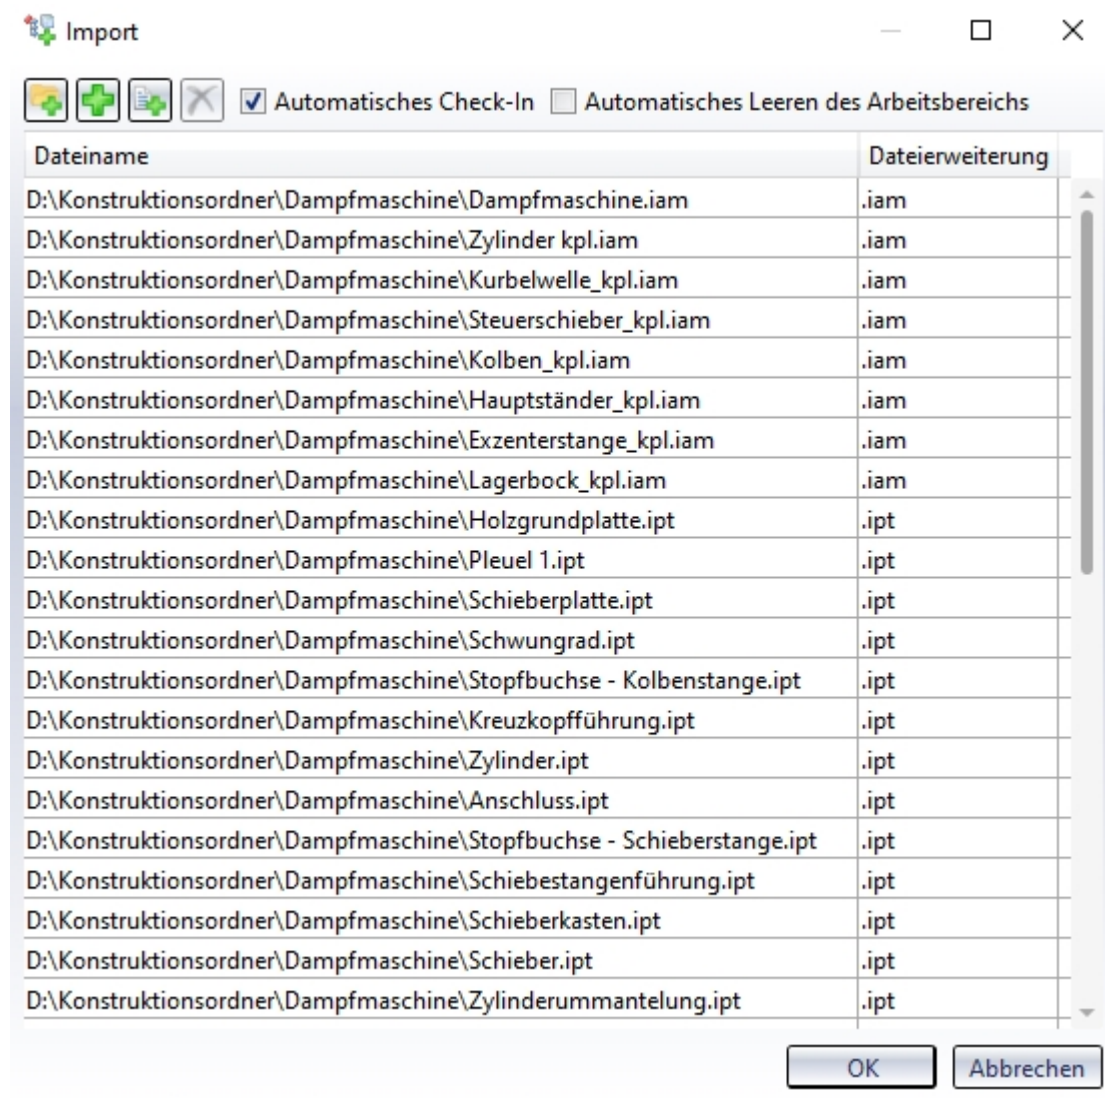 Import
Automatisches Check-In Automatisches Leeren des Arbeitsbereichs
Dateiname Dateierweiterung
D:\Konstruktionsordner\Dampfmaschine\Dampfmaschine.iam .iam
D:\Konstruktionsordner\Dampfmaschine\Zylinder kpl.iam .iam
D:\Konstruktionsordner\Dampfmaschine\Kurbelwelle_kpl.iam .iam
D:\Konstruktionsordner\Dampfmaschine\Steuerschieber_kpl.iam .iam
D:\Konstruktionsordner\Dampfmaschine\Kolben_kpl.iam .iam
D:\Konstruktionsordner\Dampfmaschine\Hauptständer_kpl.iam .iam
D:\Konstruktionsordner\Dampfmaschine\Exzenterstange_kpl.iam .iam
D:\Konstruktionsordner\Dampfmaschine\Lagerbock_kpl.iam .iam
D:\Konstruktionsordner\Dampfmaschine\Holzgrundplatte.ipt .ipt
D:\Konstruktionsordner\Dampfmaschine\Pleuel 1.ipt .ipt
D:\Konstruktionsordner\Dampfmaschine\Schieberplatte.ipt .ipt
D:\Konstruktionsordner\Dampfmaschine\Schwungrad.ipt .ipt
D:\Konstruktionsordner\Dampfmaschine\Stopfbuchse - Kolbenstange.ipt .ipt
D:\Konstruktionsordner\Dampfmaschine\Kreuzkopfführung.ipt .ipt
D:\Konstruktionsordner\Dampfmaschine\Zylinder.ipt .ipt
D:\Konstruktionsordner\Dampfmaschine\Anschluss.ipt .ipt
D:\Konstruktionsordner\Dampfmaschine\Stopfbuchse - Schieberstange.ipt .ipt
D:\Konstruktionsordner\Dampfmaschine\Schiebestangenführung.ipt .ipt
D:\Konstruktionsordner\Dampfmaschine\Schieberkasten.ipt .ipt
D:\Konstruktionsordner\Dampfmaschine\Schieber.ipt .ipt
D:\Konstruktionsordner\Dampfmaschine\Zylinderummantelung.ipt .ipt
OK Abbrechen